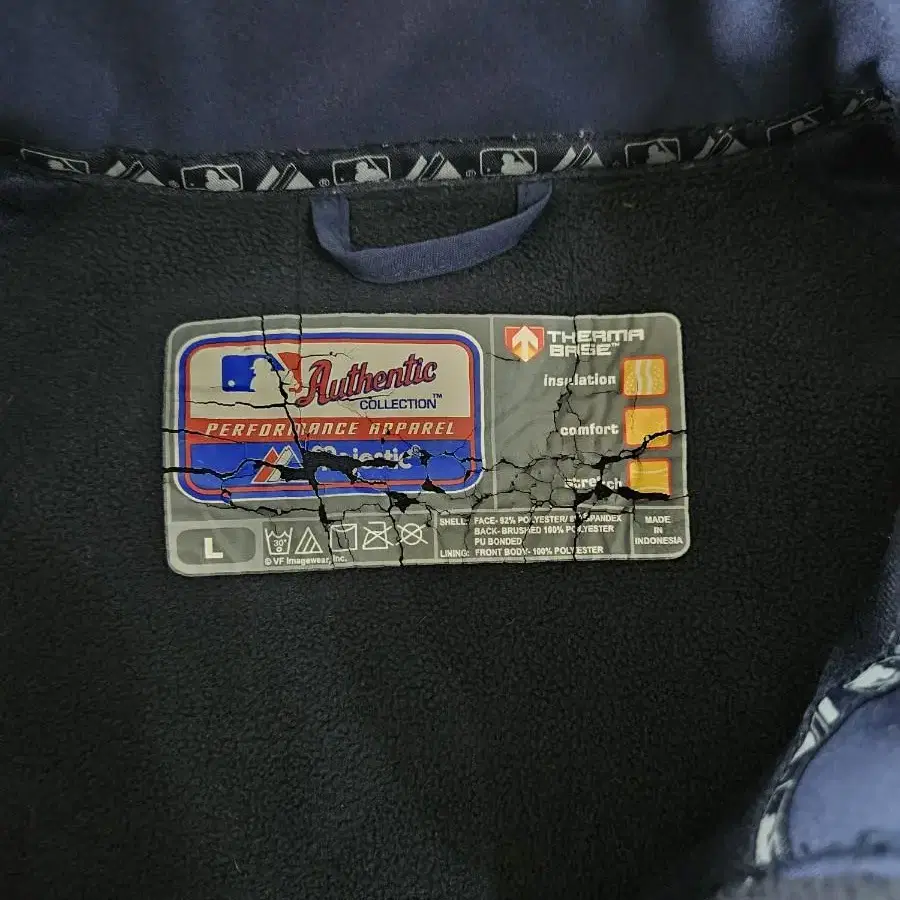 Authentic
COLLECTION™
PERFORMANCE APPAREL
Majestic®
THERMA
BASE™
insulation
comfort
stretch
L
30°
© VF Imagewear, Inc.
SHELL: FACE- 92% POLYESTER/ 8% SPANDEX
BACK- BRUSHED 100% POLYESTER
PU BONDED
LINING: FRONT BODY- 100% POLYESTER
MADE
IN
INDONESIA